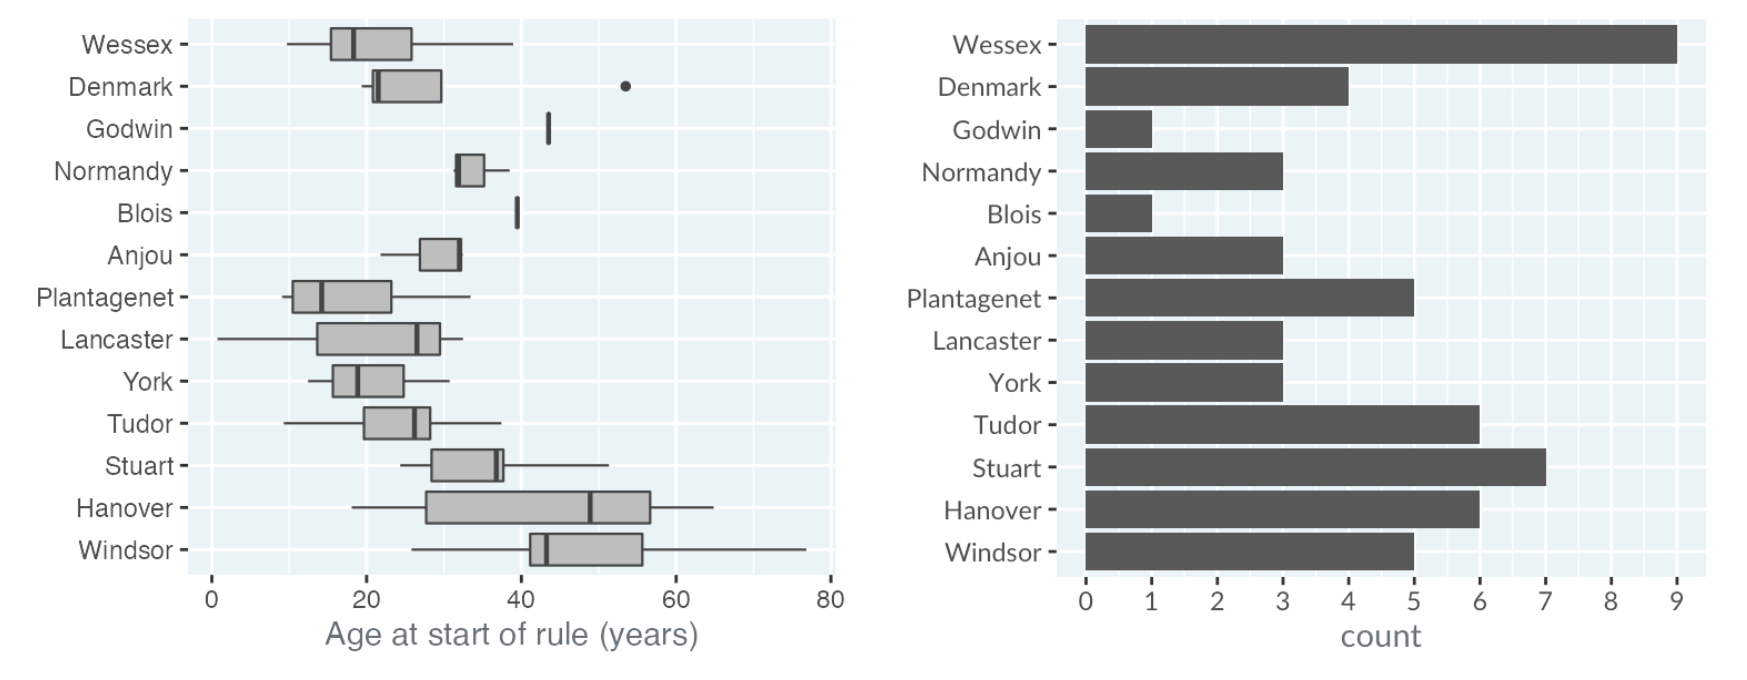 Wessex
Denmark
Godwin
Normandy
Blois
Anjou
Plantagenet
Lancaster
York
Tudor
Stuart
Hanover
Windsor
0 20 40 60 80
Age at start of rule (years)
Wessex
Denmark
Godwin
Normandy
Blois
Anjou
Plantagenet
Lancaster
York
Tudor
Stuart
Hanover
Windsor
0 1 2 3 4 5 6 7 8 9
count